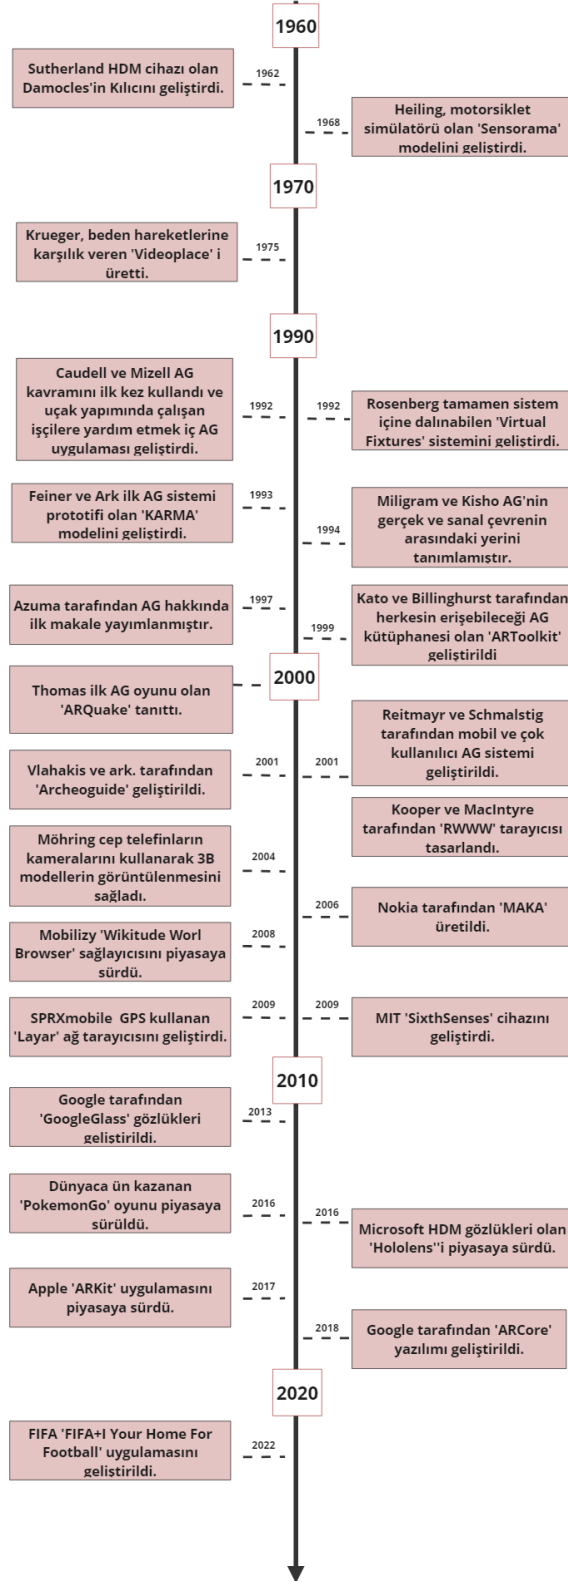 1960
1962
Sutherland HDM cihazı olan
Damocles'in Kılıcını geliştirdi.
1968
Heiling, motorsiklet
simülatörü olan 'Sensorama'
modelini geliştirdi.
1970
Krueger, beden hareketlerine
karşılık veren 'Videoplace' i
üretti.
1975
1990
Caudell ve Mizell AG
kavramını ilk kez kullandı ve
uçak yapımında çalışan
işçilere yardım etmek iç AG
uygulaması geliştirdi.
1992
1992
Rosenberg tamamen sistem
içine dalınabilen 'Virtual
Fixtures' sistemini geliştirdi.
Feiner ve Ark ilk AG sistemi
prototifi olan 'KARMA'
modelini geliştirdi.
1993
1994
Miligram ve Kisho AG'nin
gerçek ve sanal çevrenin
arasındaki yerini
tanımlamıştır.
Azuma tarafından AG hakkında
ilk makale yayımlanmıştır.
1997
1999
Kato ve Billinghurst tarafından
herkesin erişebileceği AG
kütüphanesi olan 'ARToolkit'
geliştirildi
2000
Thomas ilk AG oyunu olan
'ARQuake' tanıttı.
Reitmayr ve Schmalstig
tarafından mobil ve çok
kullanılıcı AG sistemi
geliştirildi.
2001
2001
Vlahakis ve ark. tarafından
'Archeoguide' geliştirildi.
Kooper ve MacIntyre
tarafından 'RWWW' tarayıcısı
tasarlandı.
Möhring cep telefinların
kameralarını kullanarak 3B
modellerin görüntülenmesini
sağladı.
2004
2006
Nokia tarafından 'MAKA'
üretildi.
Mobilizy 'Wikitude Worl
Browser' sağlayıcısını piyasaya
sürdü.
2008
SPRXmobile GPS kullanan
'Layar' ağ tarayıcısını geliştirdi.
2009
2009
MIT 'SixthSenses' cihazını
geliştirdi.
2010
Google tarafından
'GoogleGlass' gözlükleri
geliştirildi.
2013
Dünyaca ün kazanan
'PokemonGo' oyunu piyasaya
sürüldü.
2016
2016
Microsoft HDM gözlükleri olan
'Hololens''i piyasaya sürdü.
Apple 'ARKit' uygulamasını
piyasaya sürdü.
2017
2018
Google tarafından 'ARCore'
yazılımı geliştirildi.
2020
FIFA 'FIFA+I Your Home For
Football' uygulamasını
geliştirildi.
2022